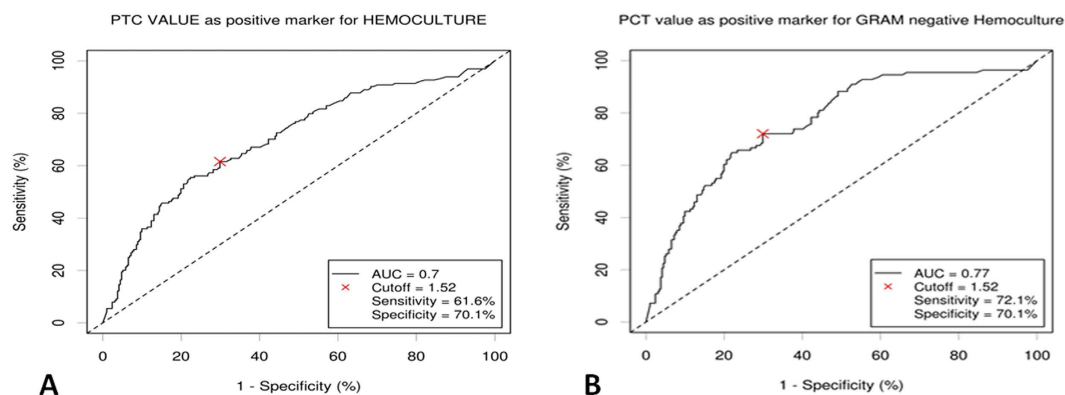 PTC VALUE as positive marker for HEMOCULTURE
Sensitivity (%)
100
80
60
40
20
0
AUC = 0.7
Cutoff = 1.52
Sensitivity = 61.6%
Specificity = 70.1%
0 20 40 60 80 100
1 - Specificity (%)
A
PCT value as positive marker for GRAM negative Hemoculture
Sensitivity (%)
100
80
60
40
20
0
AUC = 0.77
Cutoff = 1.52
Sensitivity = 72.1%
Specificity = 70.1%
0 20 40 60 80 100
1 - Specificity (%)
B